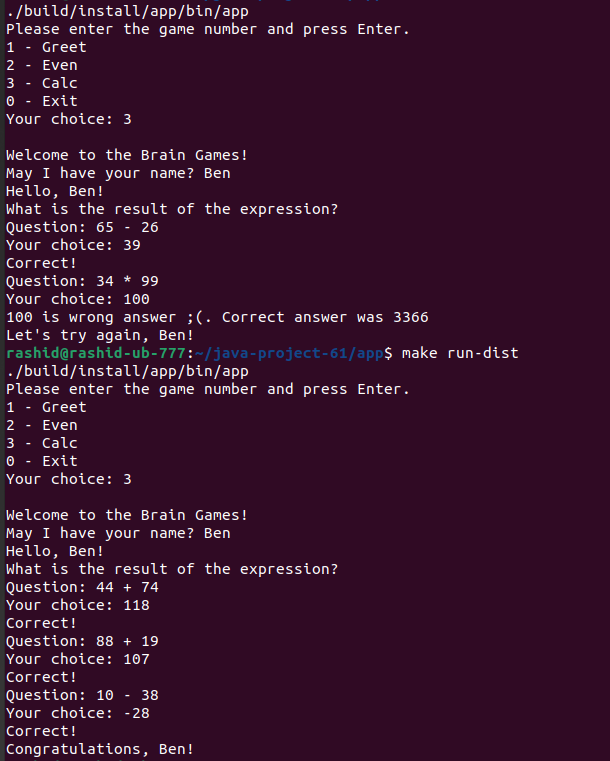 ./build/install/app/bin/app
Please enter the game number and press Enter.
1 - Greet
2 - Even
3 - Calc
0 - Exit
Your choice: 3
Welcome to the Brain Games!
May I have your name? Ben
Hello, Ben!
What is the result of the expression?
Question: 65 - 26
Your choice: 39
Correct!
Question: 34 * 99
Your choice: 100
100 is wrong answer ;(. Correct answer was 3366
Let's try again, Ben!
rashid@rashid-ub-777:~/java-project-61/app$ make run-dist
./build/install/app/bin/app
Please enter the game number and press Enter.
1 - Greet
2 - Even
3 - Calc
0 - Exit
Your choice: 3
Welcome to the Brain Games!
May I have your name? Ben
Hello, Ben!
What is the result of the expression?
Question: 44 + 74
Your choice: 118
Correct!
Question: 88 + 19
Your choice: 107
Correct!
Question: 10 - 38
Your choice: -28
Correct!
Congratulations, Ben!